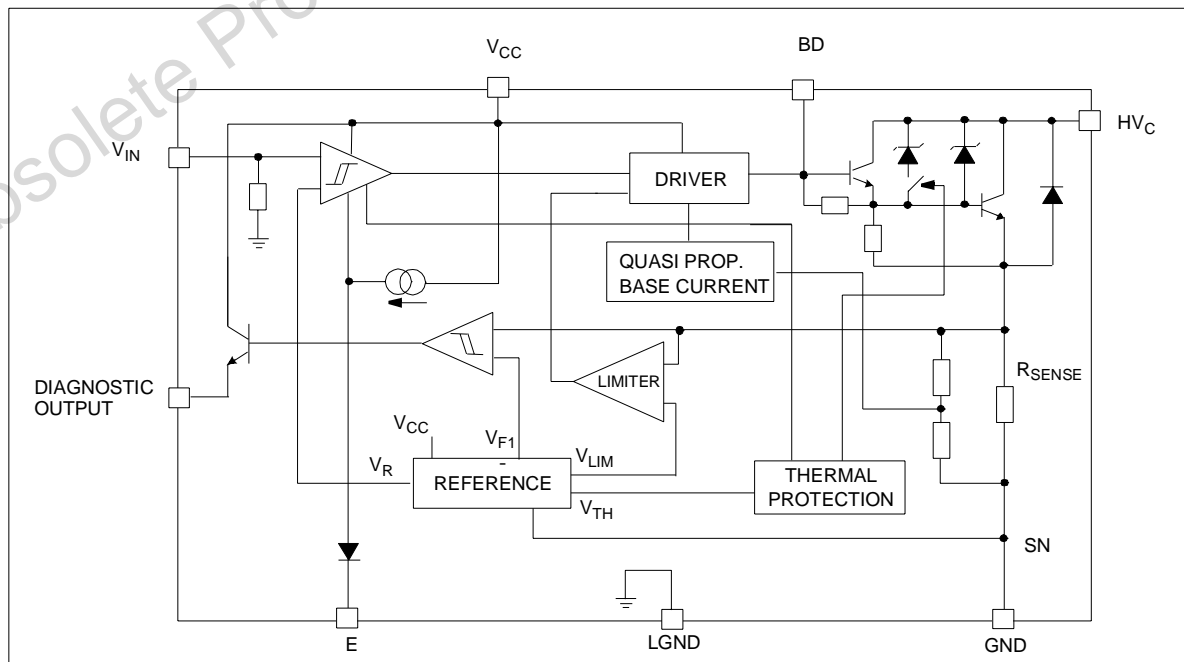 bsolete Pro
VCC
BD
HVC
VIN
DRIVER
QUASI PROP.
BASE CURRENT
DIAGNOSTIC
OUTPUT
LIMITER
RSENSE
VCC
VF1
VR
VLIM
-
REFERENCE
THERMAL
PROTECTION
VTH
SN
E
LGND
GND